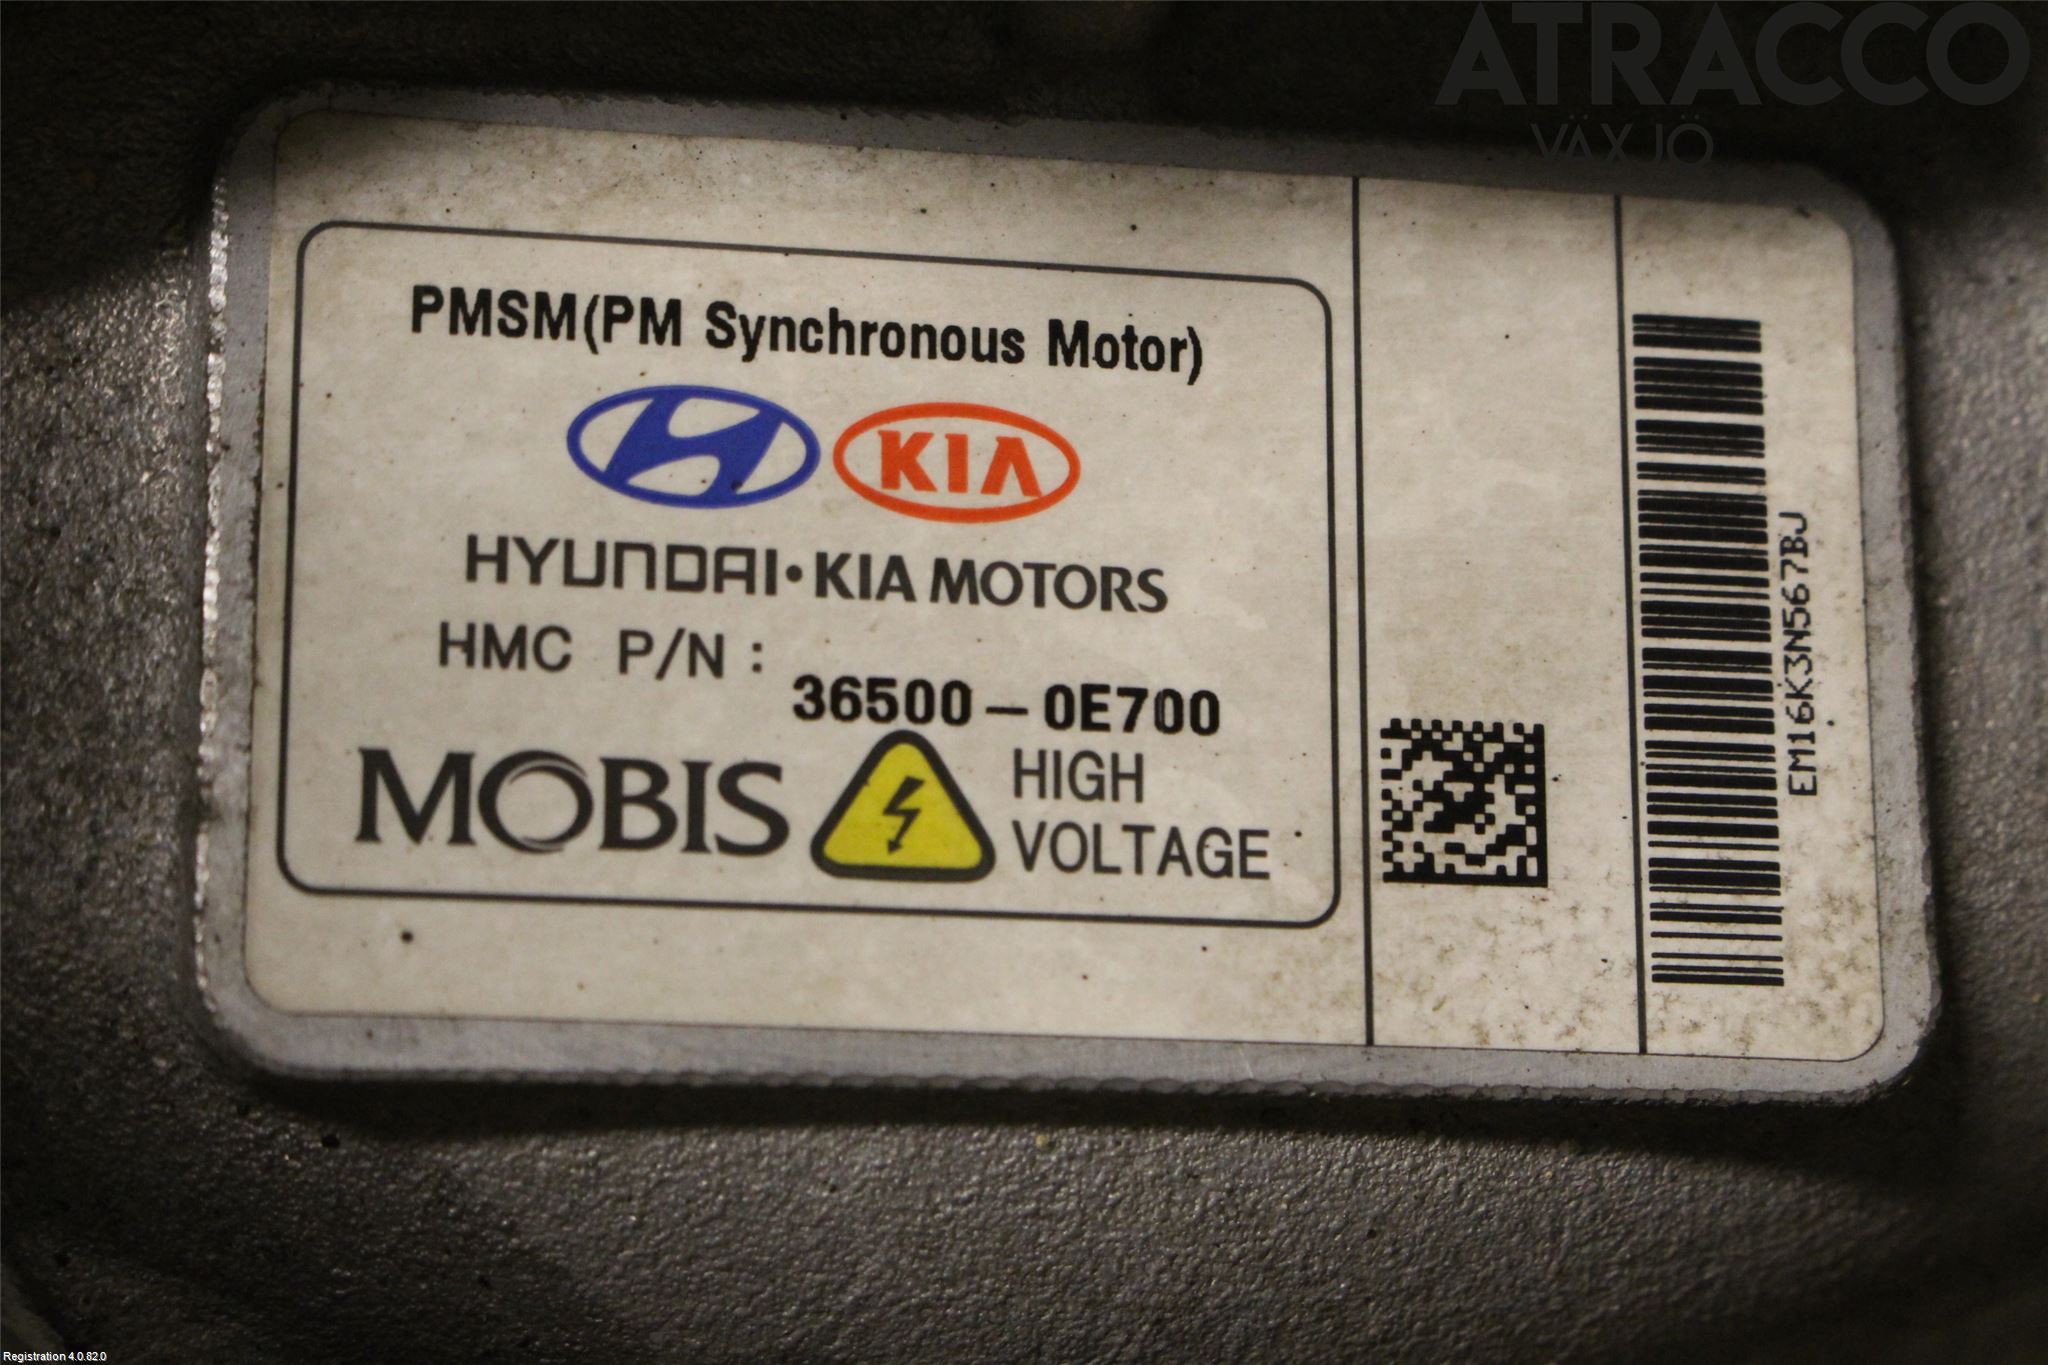 ATRACCO
VÄXJÖ
PMSM(PM Synchronous Motor)
KIA
HYUNDAI·KIA MOTORS
HMC P/N :
36500-0E700
MOBIS
HIGH
VOLTAGE
EM16K3N567BJ
Registration 4.0.82.0